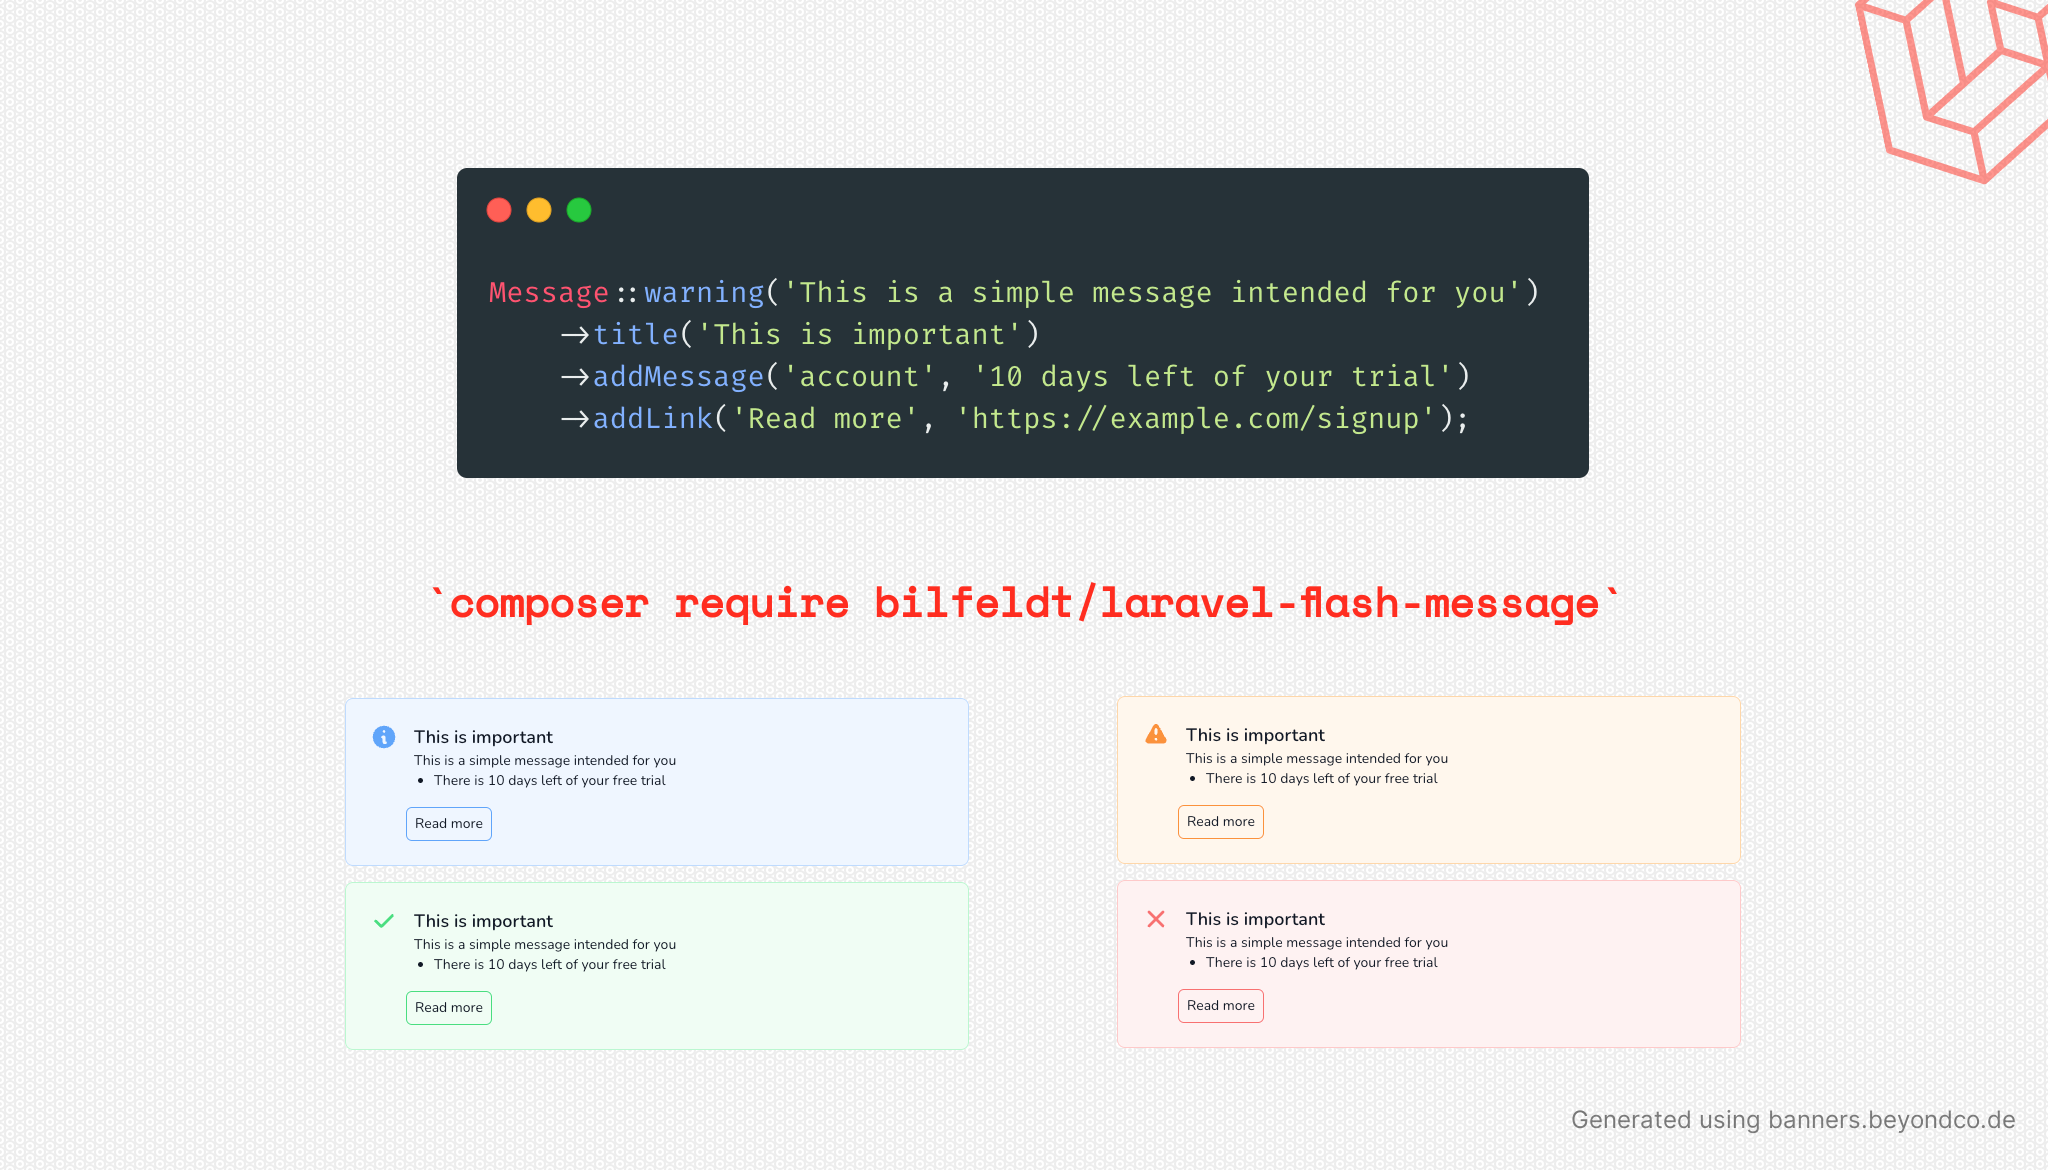 Message::warning('This is a simple message intended for you')
->title('This is important')
->addMessage('account', '10 days left of your trial')
->addLink('Read more', 'https://example.com/signup');
`composer require bilfeldt/laravel-flash-message`
This is important
This is a simple message intended for you
• There is 10 days left of your free trial
Read more
This is important
This is a simple message intended for you
• There is 10 days left of your free trial
Read more
This is important
This is a simple message intended for you
• There is 10 days left of your free trial
Read more
This is important
This is a simple message intended for you
• There is 10 days left of your free trial
Read more
Generated using banners.beyondco.de